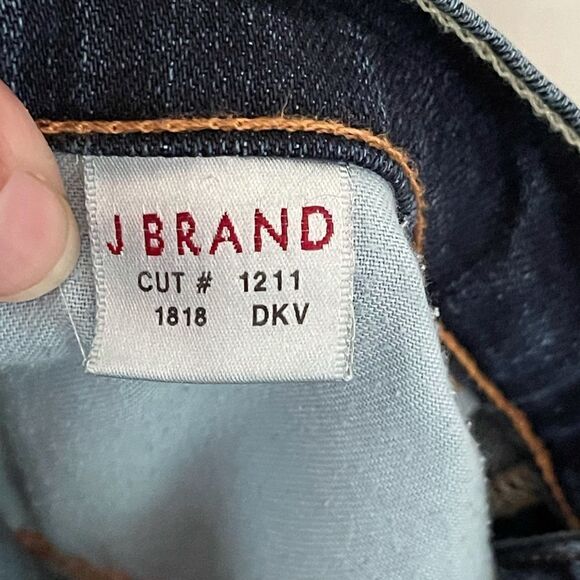 J BRAND
CUT # 1211
1818 DKV